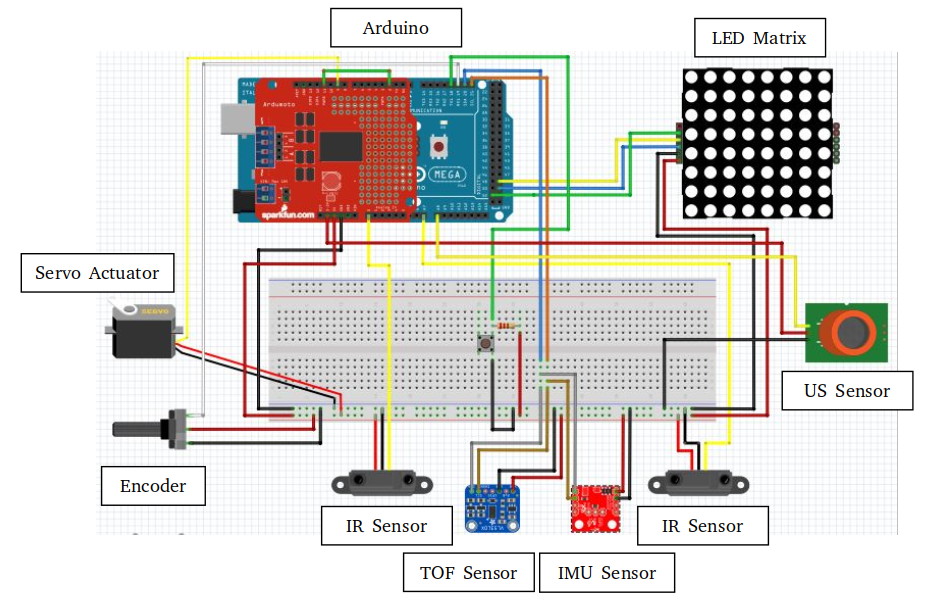 Arduino
LED Matrix
Ardumoto
MEGA
sparkfun.com
Servo Actuator
SERVO
US Sensor
Encoder
IR Sensor
IR Sensor
TOF Sensor
IMU Sensor